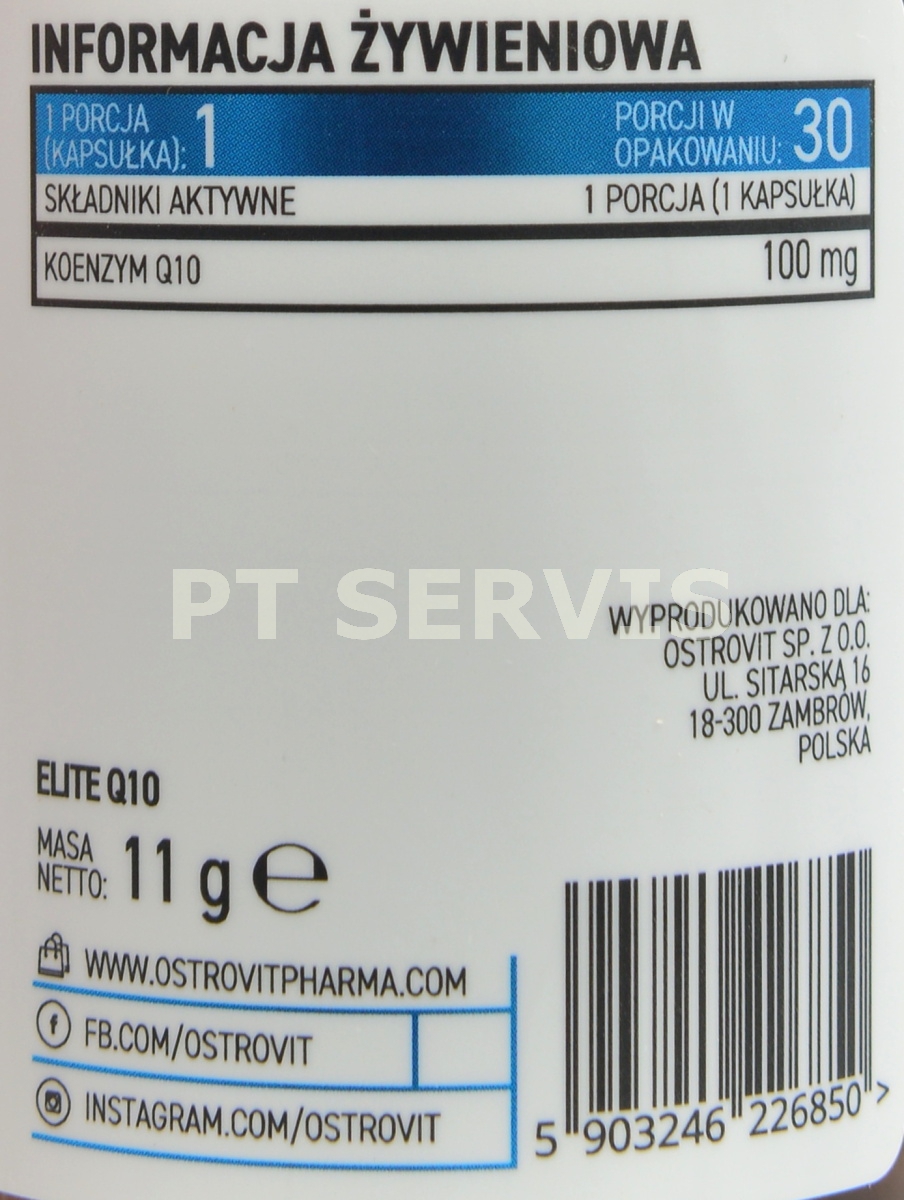 INFORMACJA ŻYWIENIOWA
1 PORCJA
(KAPSUŁKA): 1
PORCJI W
OPAKOWANIU: 30
SKŁADNIKI AKTYWNE 1 PORCJA (1 KAPSUŁKA)
KOENZYM Q10 100 mg
PT SERVIS
WYPRODUKOWANO DLA:
OSTROVIT SP. Z O.O.
UL. SITARSKA 16
18-300 ZAMBRÓW,
POLSKA
ELITE Q10
MASA
NETTO: 11 g ℮
WWW.OSTROVITPHARMA.COM
FB.COM/OSTROVIT
INSTAGRAM.COM/OSTROVIT
5 903246 226850 >